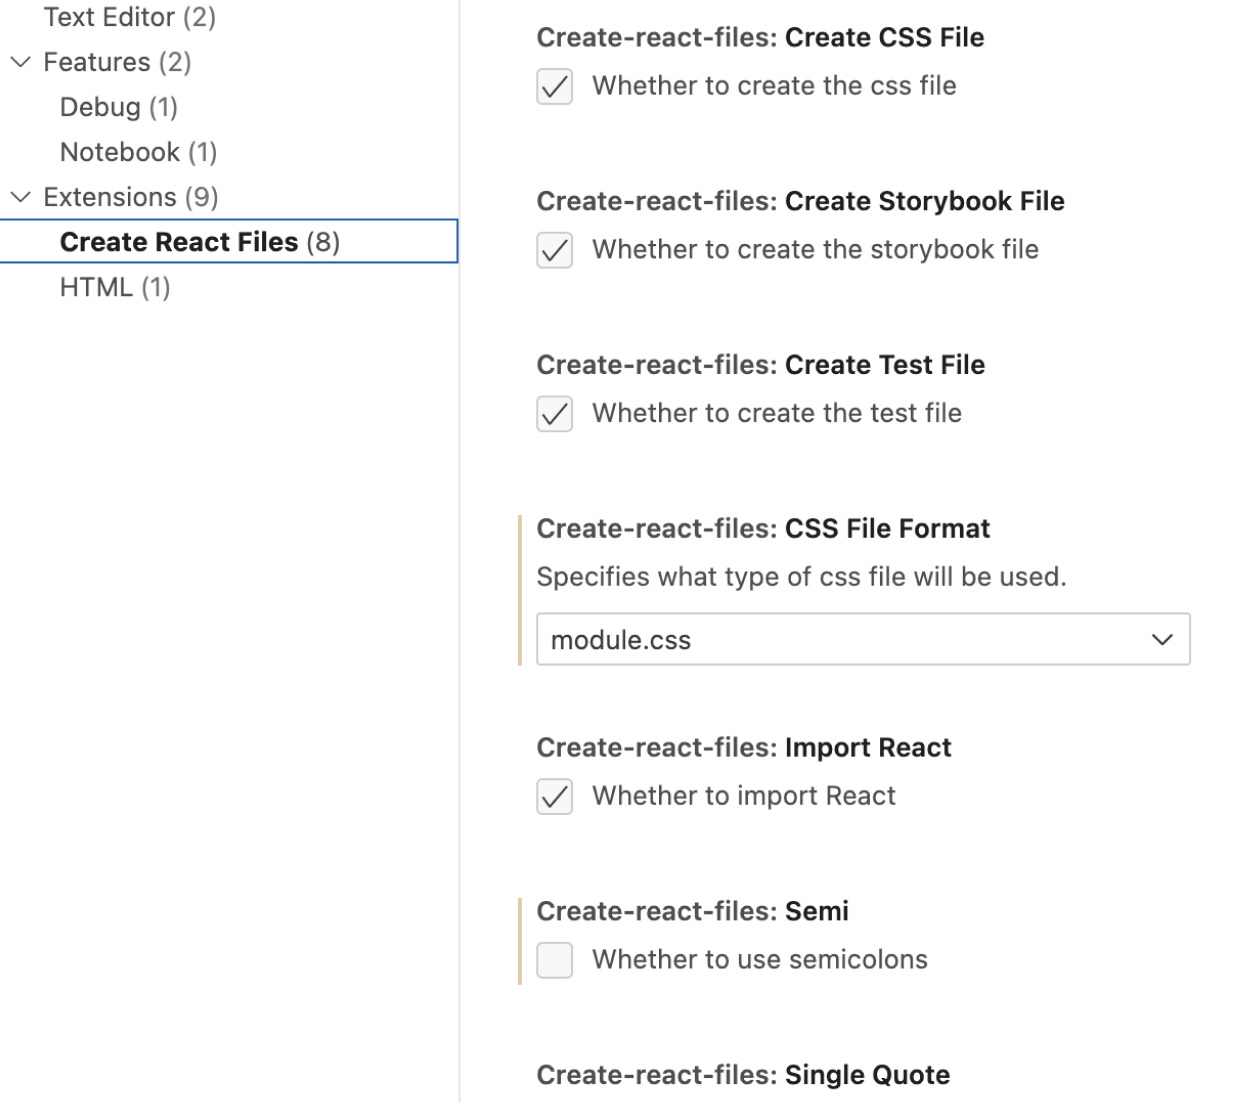 Text Editor (2)
Features (2)
Debug (1)
Notebook (1)
Extensions (9)
Create React Files (8)
HTML (1)
Create-react-files: Create CSS File
Whether to create the css file
Create-react-files: Create Storybook File
Whether to create the storybook file
Create-react-files: Create Test File
Whether to create the test file
Create-react-files: CSS File Format
Specifies what type of css file will be used.
module.css
Create-react-files: Import React
Whether to import React
Create-react-files: Semi
Whether to use semicolons
Create-react-files: Single Quote